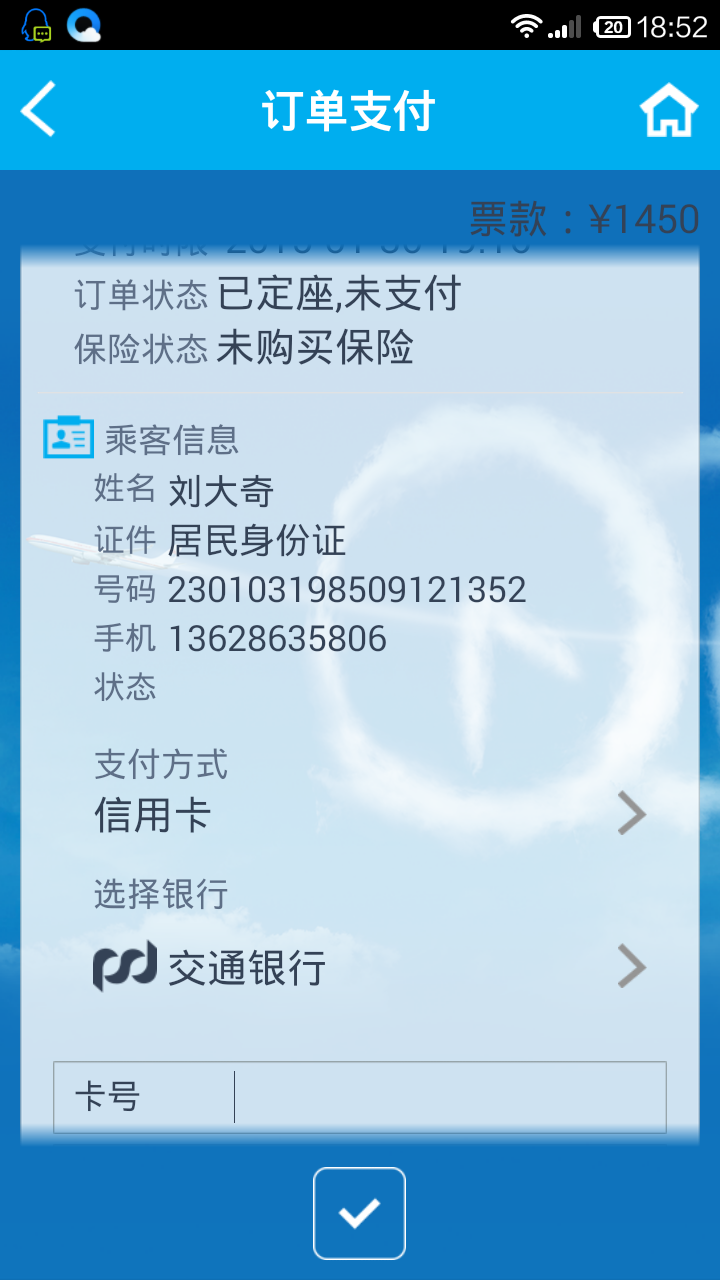 20 18:52
订单支付
票款：¥1450
订单状态 已定座,未支付
保险状态 未购买保险
乘客信息
姓名 刘大奇
证件 居民身份证
号码 230103198509121352
手机 13628635806
状态
支付方式
信用卡
选择银行
交通银行
卡号